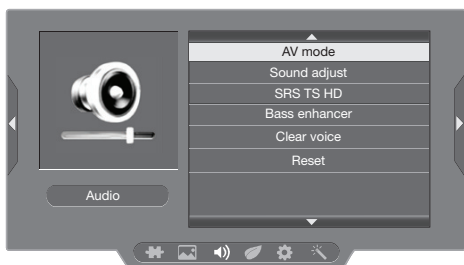 AV mode
Sound adjust
SRS TS HD
Bass enhancer
Clear voice
Reset
Audio